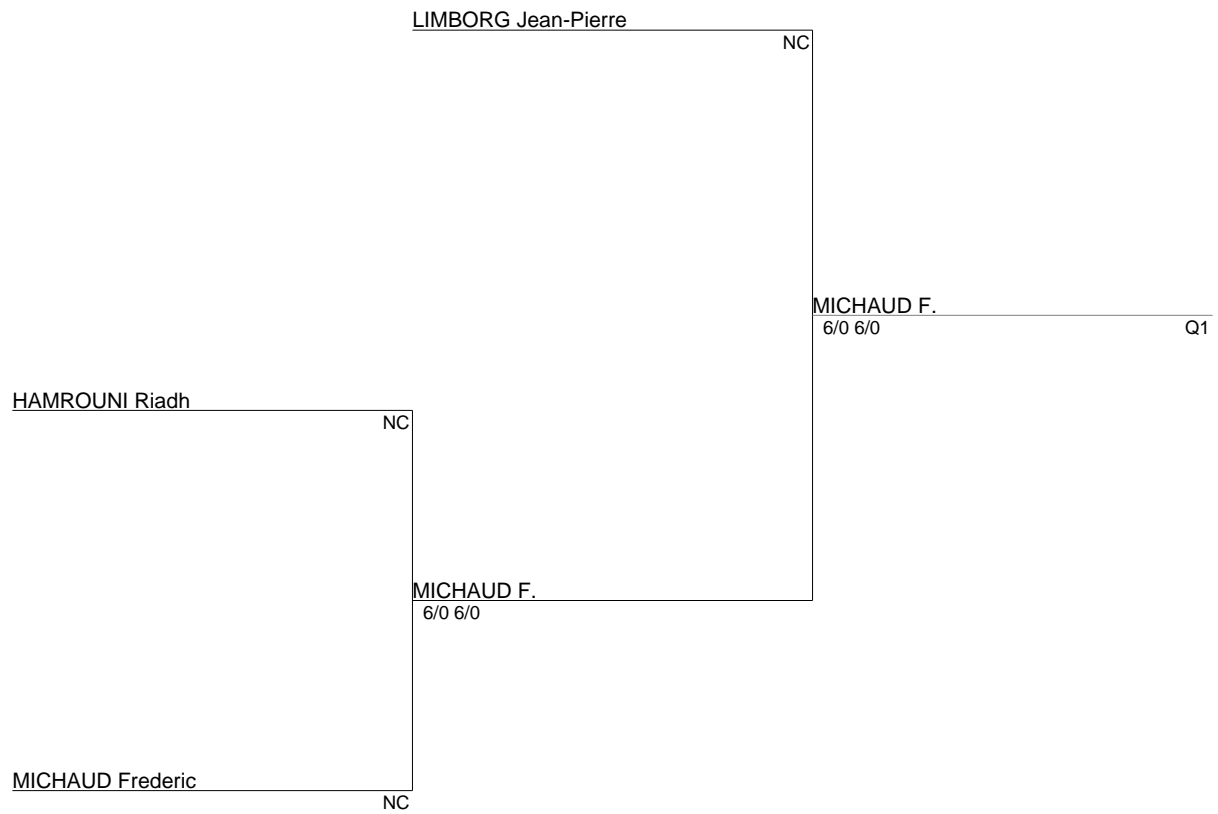 LIMBORG Jean-Pierre
NC
MICHAUD F.
6/0 6/0 Q1
HAMROUNI Riadh
NC
MICHAUD F.
6/0 6/0
MICHAUD Frederic
NC